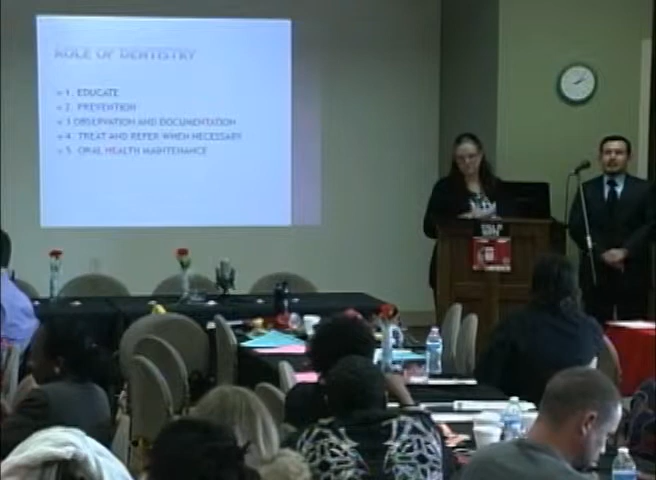 ROLE OF DENTISTRY
1. EDUCATE
2. PREVENTION
3 OBSERVATION AND DOCUMENTATION
4. TREAT AND REFER WHEN NECESSARY
5. ORAL HEALTH MAINTENANCE